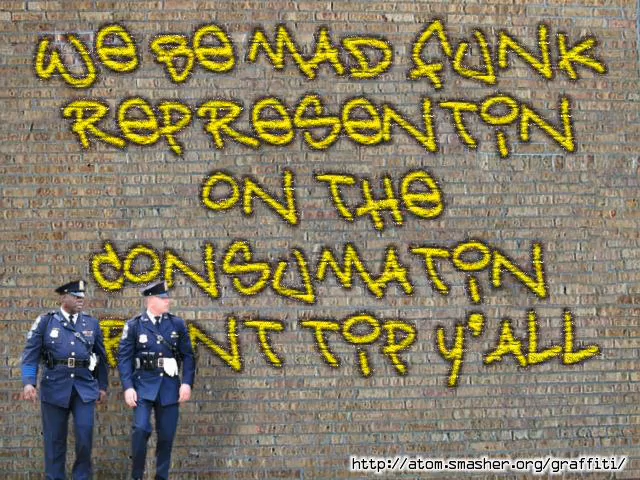 WE BE MAD FUNK
REPRESENTIN
ON THE
CONSUMATIN
TIP Y'ALL
http://atom.smasher.org/graffiti/